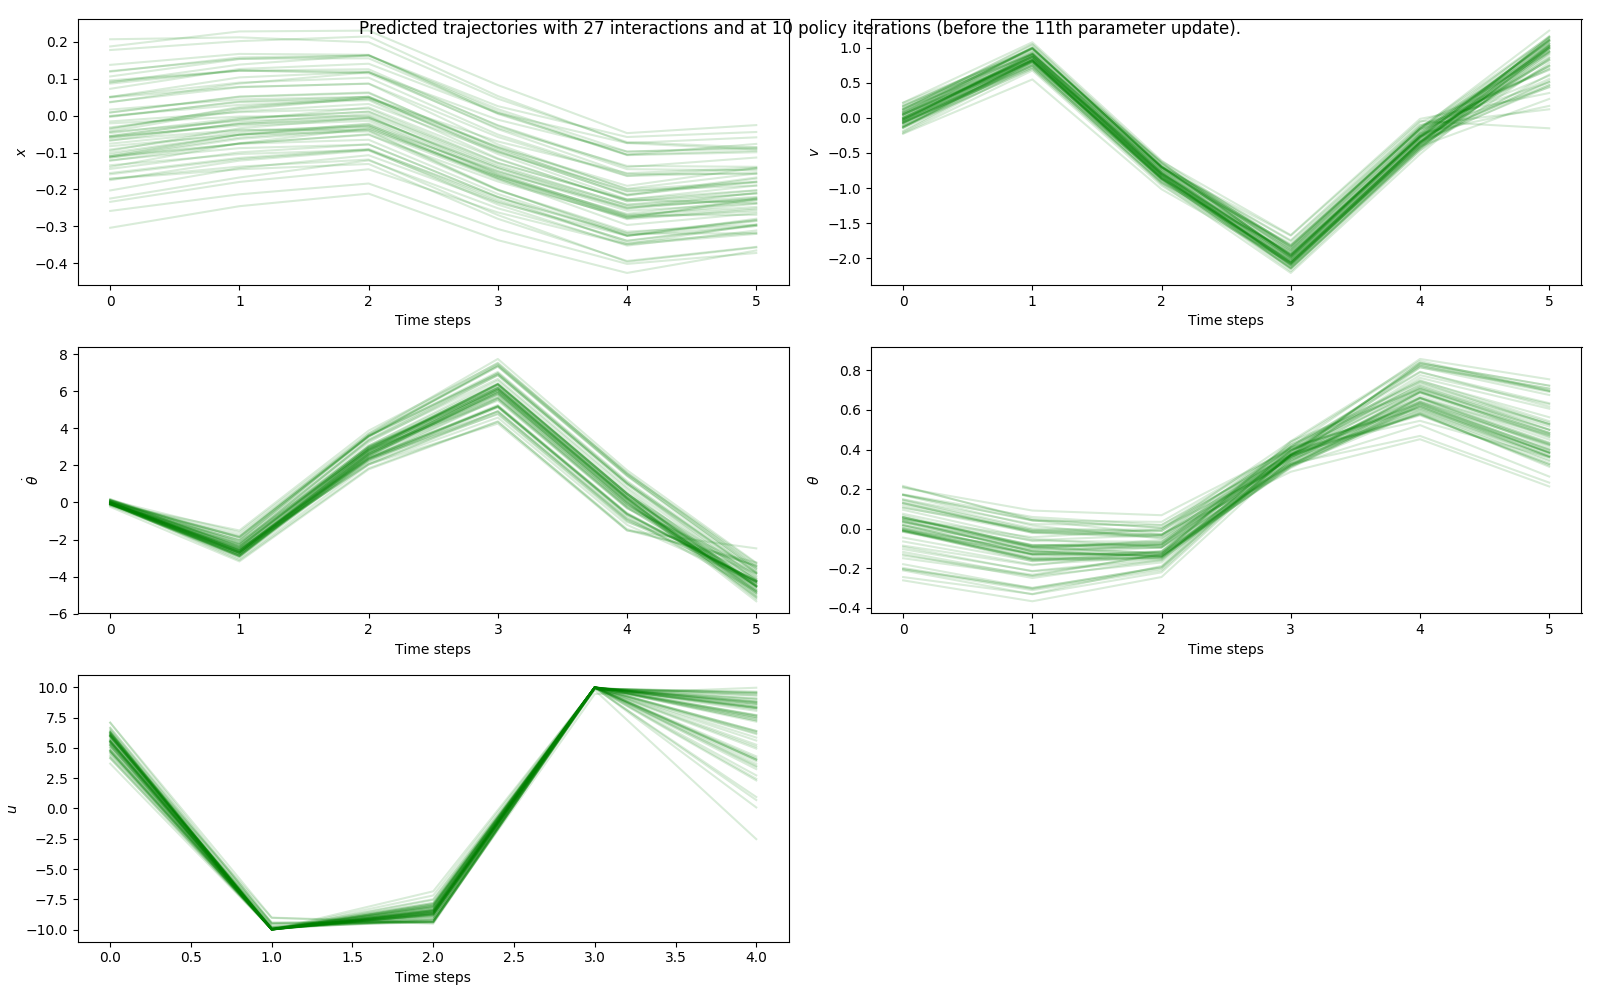 Predicted trajectories with 27 interactions and at 10 policy iterations (before the 11th parameter update).
0.2
0.1
0.0
−0.1
−0.2
−0.3
−0.4
x
0 1 2 3 4 5
Time steps
1.0
0.5
0.0
−0.5
−1.0
−1.5
−2.0
v
0 1 2 3 4 5
Time steps
8
6
4
2
0
−2
−4
−6
θ̇
0 1 2 3 4 5
Time steps
0.8
0.6
0.4
0.2
0.0
−0.2
−0.4
θ
0 1 2 3 4 5
Time steps
10.0
7.5
5.0
2.5
0.0
−2.5
−5.0
−7.5
−10.0
u
0.0 0.5 1.0 1.5 2.0 2.5 3.0 3.5 4.0
Time steps